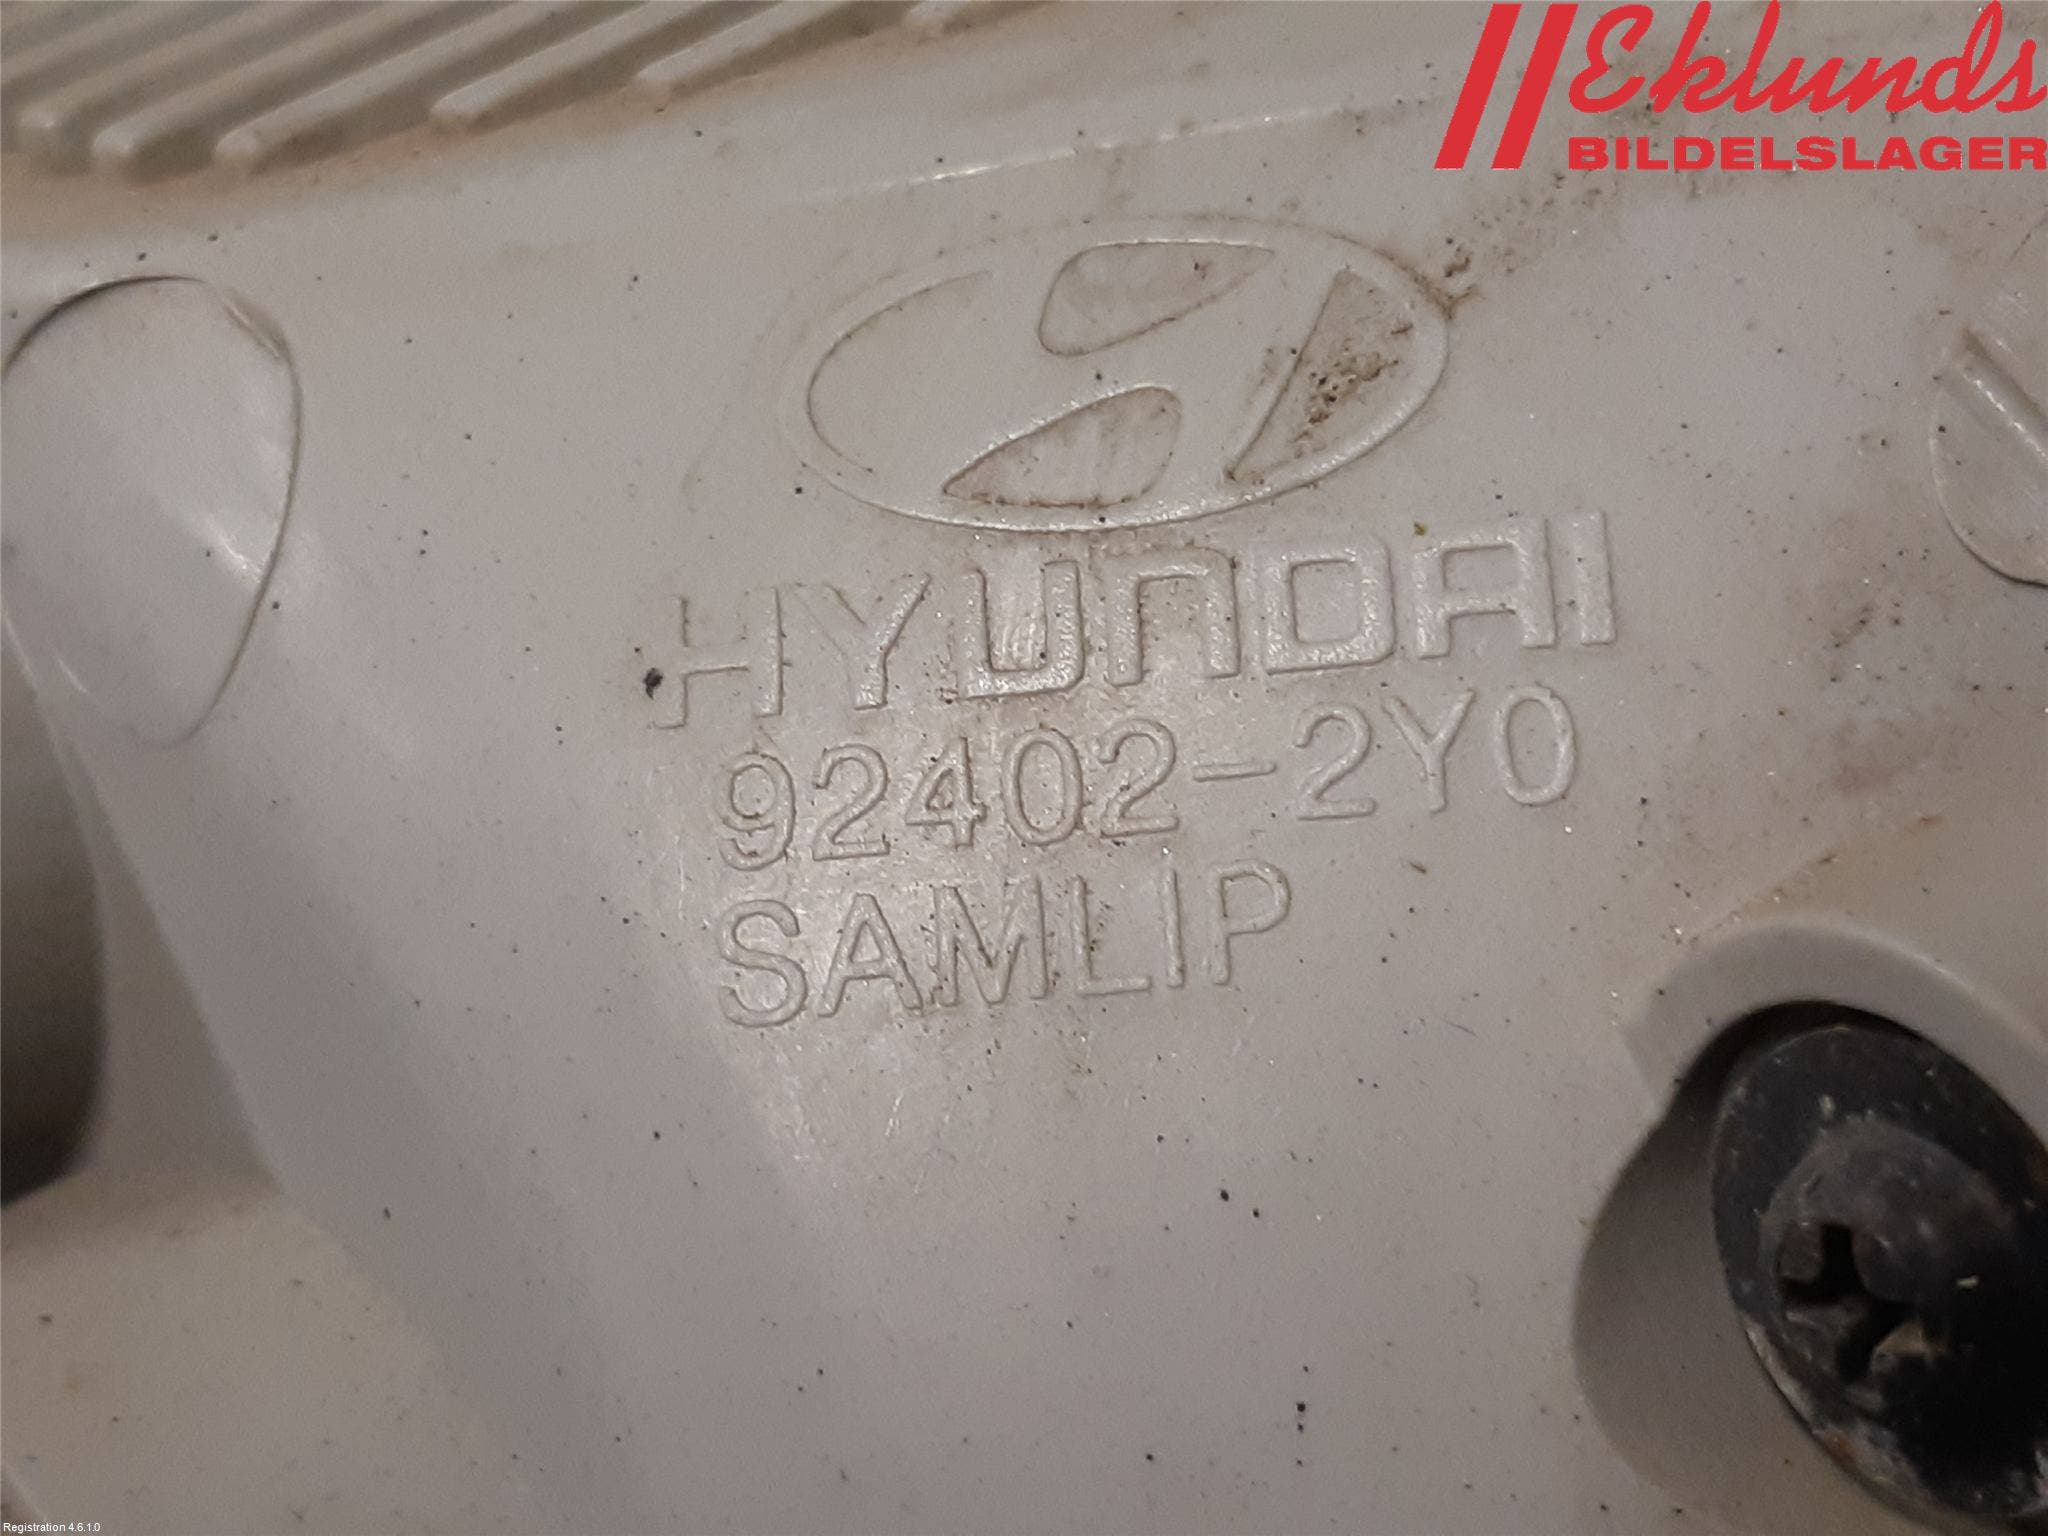 Eklunds
BILDELSLAGER
HYUNDAI
92402-2Y0
SAMLIP
Registration 4.6.1.0